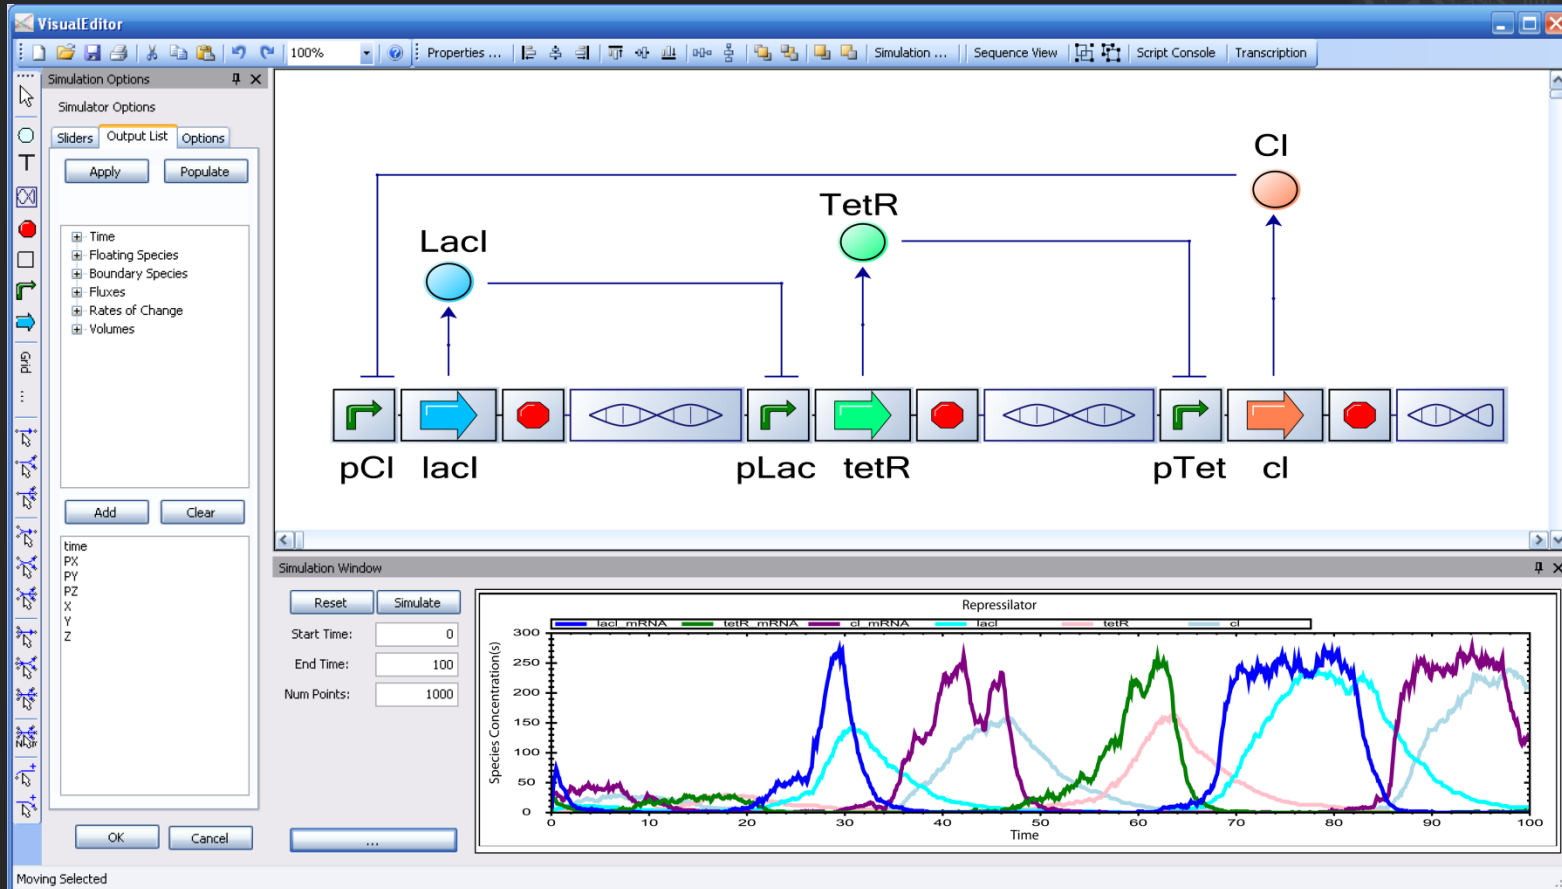 VisualEditor
100%
Properties ...
Simulation ...
Sequence View
Script Console
Transcription
Simulation Options
Simulator Options
Sliders
Output List
Options
Apply
Populate
Time
Floating Species
Boundary Species
Fluxes
Rates of Change
Volumes
Add
Clear
time
PX
PY
PZ
X
Y
Z
OK
Cancel
T
Grid
...
CI
TetR
LacI
pCI lacI pLac tetR pTet cI
Simulation Window
Reset
Simulate
Start Time: 0
End Time: 100
Num Points: 1000
...
Repressilator
lacI_mRNA tetR_mRNA cI_mRNA lacI tetR cI
Species Concentration(s)
300
250
200
150
100
50
0
0 10 20 30 40 50 60 70 80 90 100
Time
Moving Selected